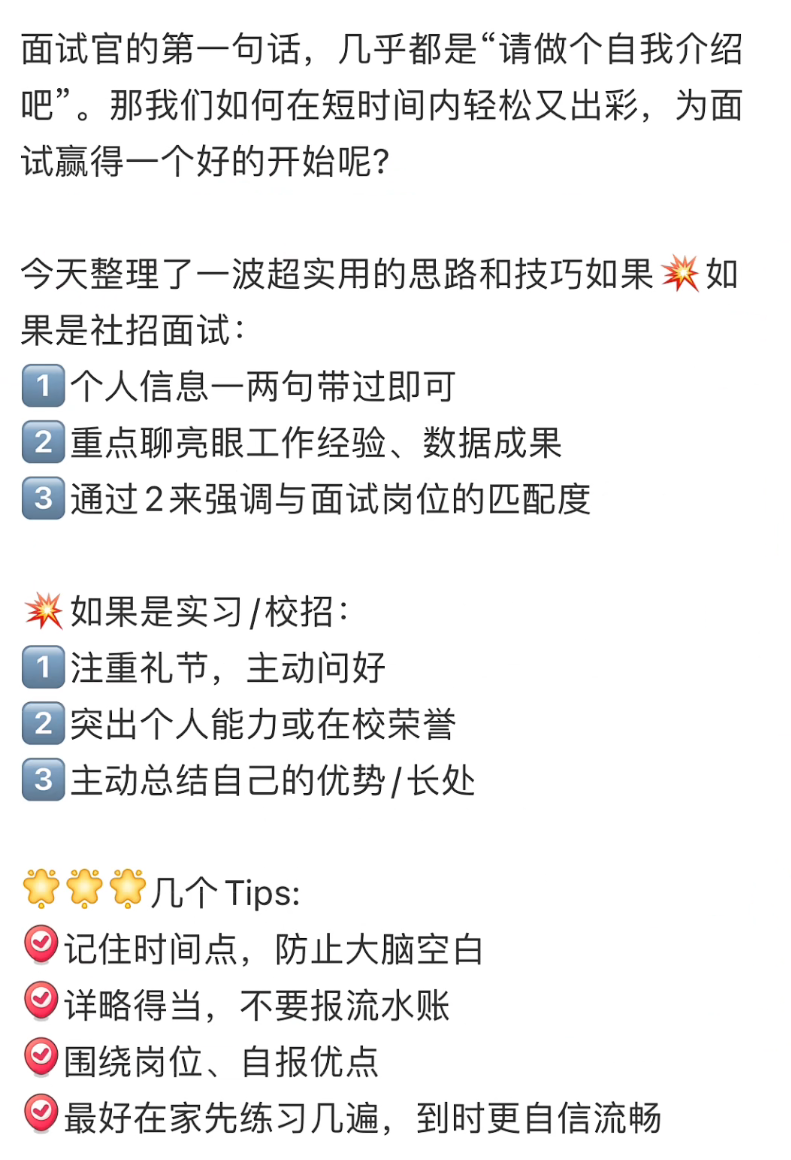 面试官的第一句话，几乎都是“请做个自我介绍
吧”。那我们如何在短时间内轻松又出彩，为面
试赢得一个好的开始呢?
今天整理了一波超实用的思路和技巧如果💥如
果是社招面试：
1️⃣个人信息一两句带过即可
2️⃣重点聊亮眼工作经验、数据成果
3️⃣通过2来强调与面试岗位的匹配度
💥如果是实习/校招：
1️⃣注重礼节，主动问好
2️⃣突出个人能力或在校荣誉
3️⃣主动总结自己的优势/长处
🌟🌟🌟几个Tips:
记住时间点，防止大脑空白
详略得当，不要报流水账
围绕岗位、自报优点
最好在家先练习几遍，到时更自信流畅